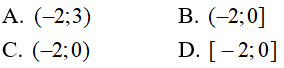 A. (–2;3) B. (–2;0]
C. (–2;0) D. [ – 2;0]